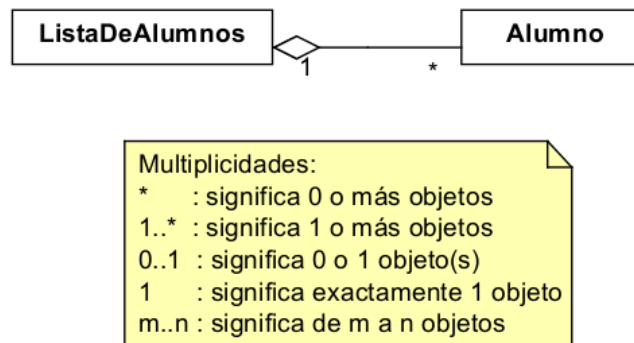 ListaDeAlumnos
Alumno
1
*
Multiplicidades:
* : significa 0 o más objetos
1..* : significa 1 o más objetos
0..1 : significa 0 o 1 objeto(s)
1 : significa exactamente 1 objeto
m..n : significa de m a n objetos